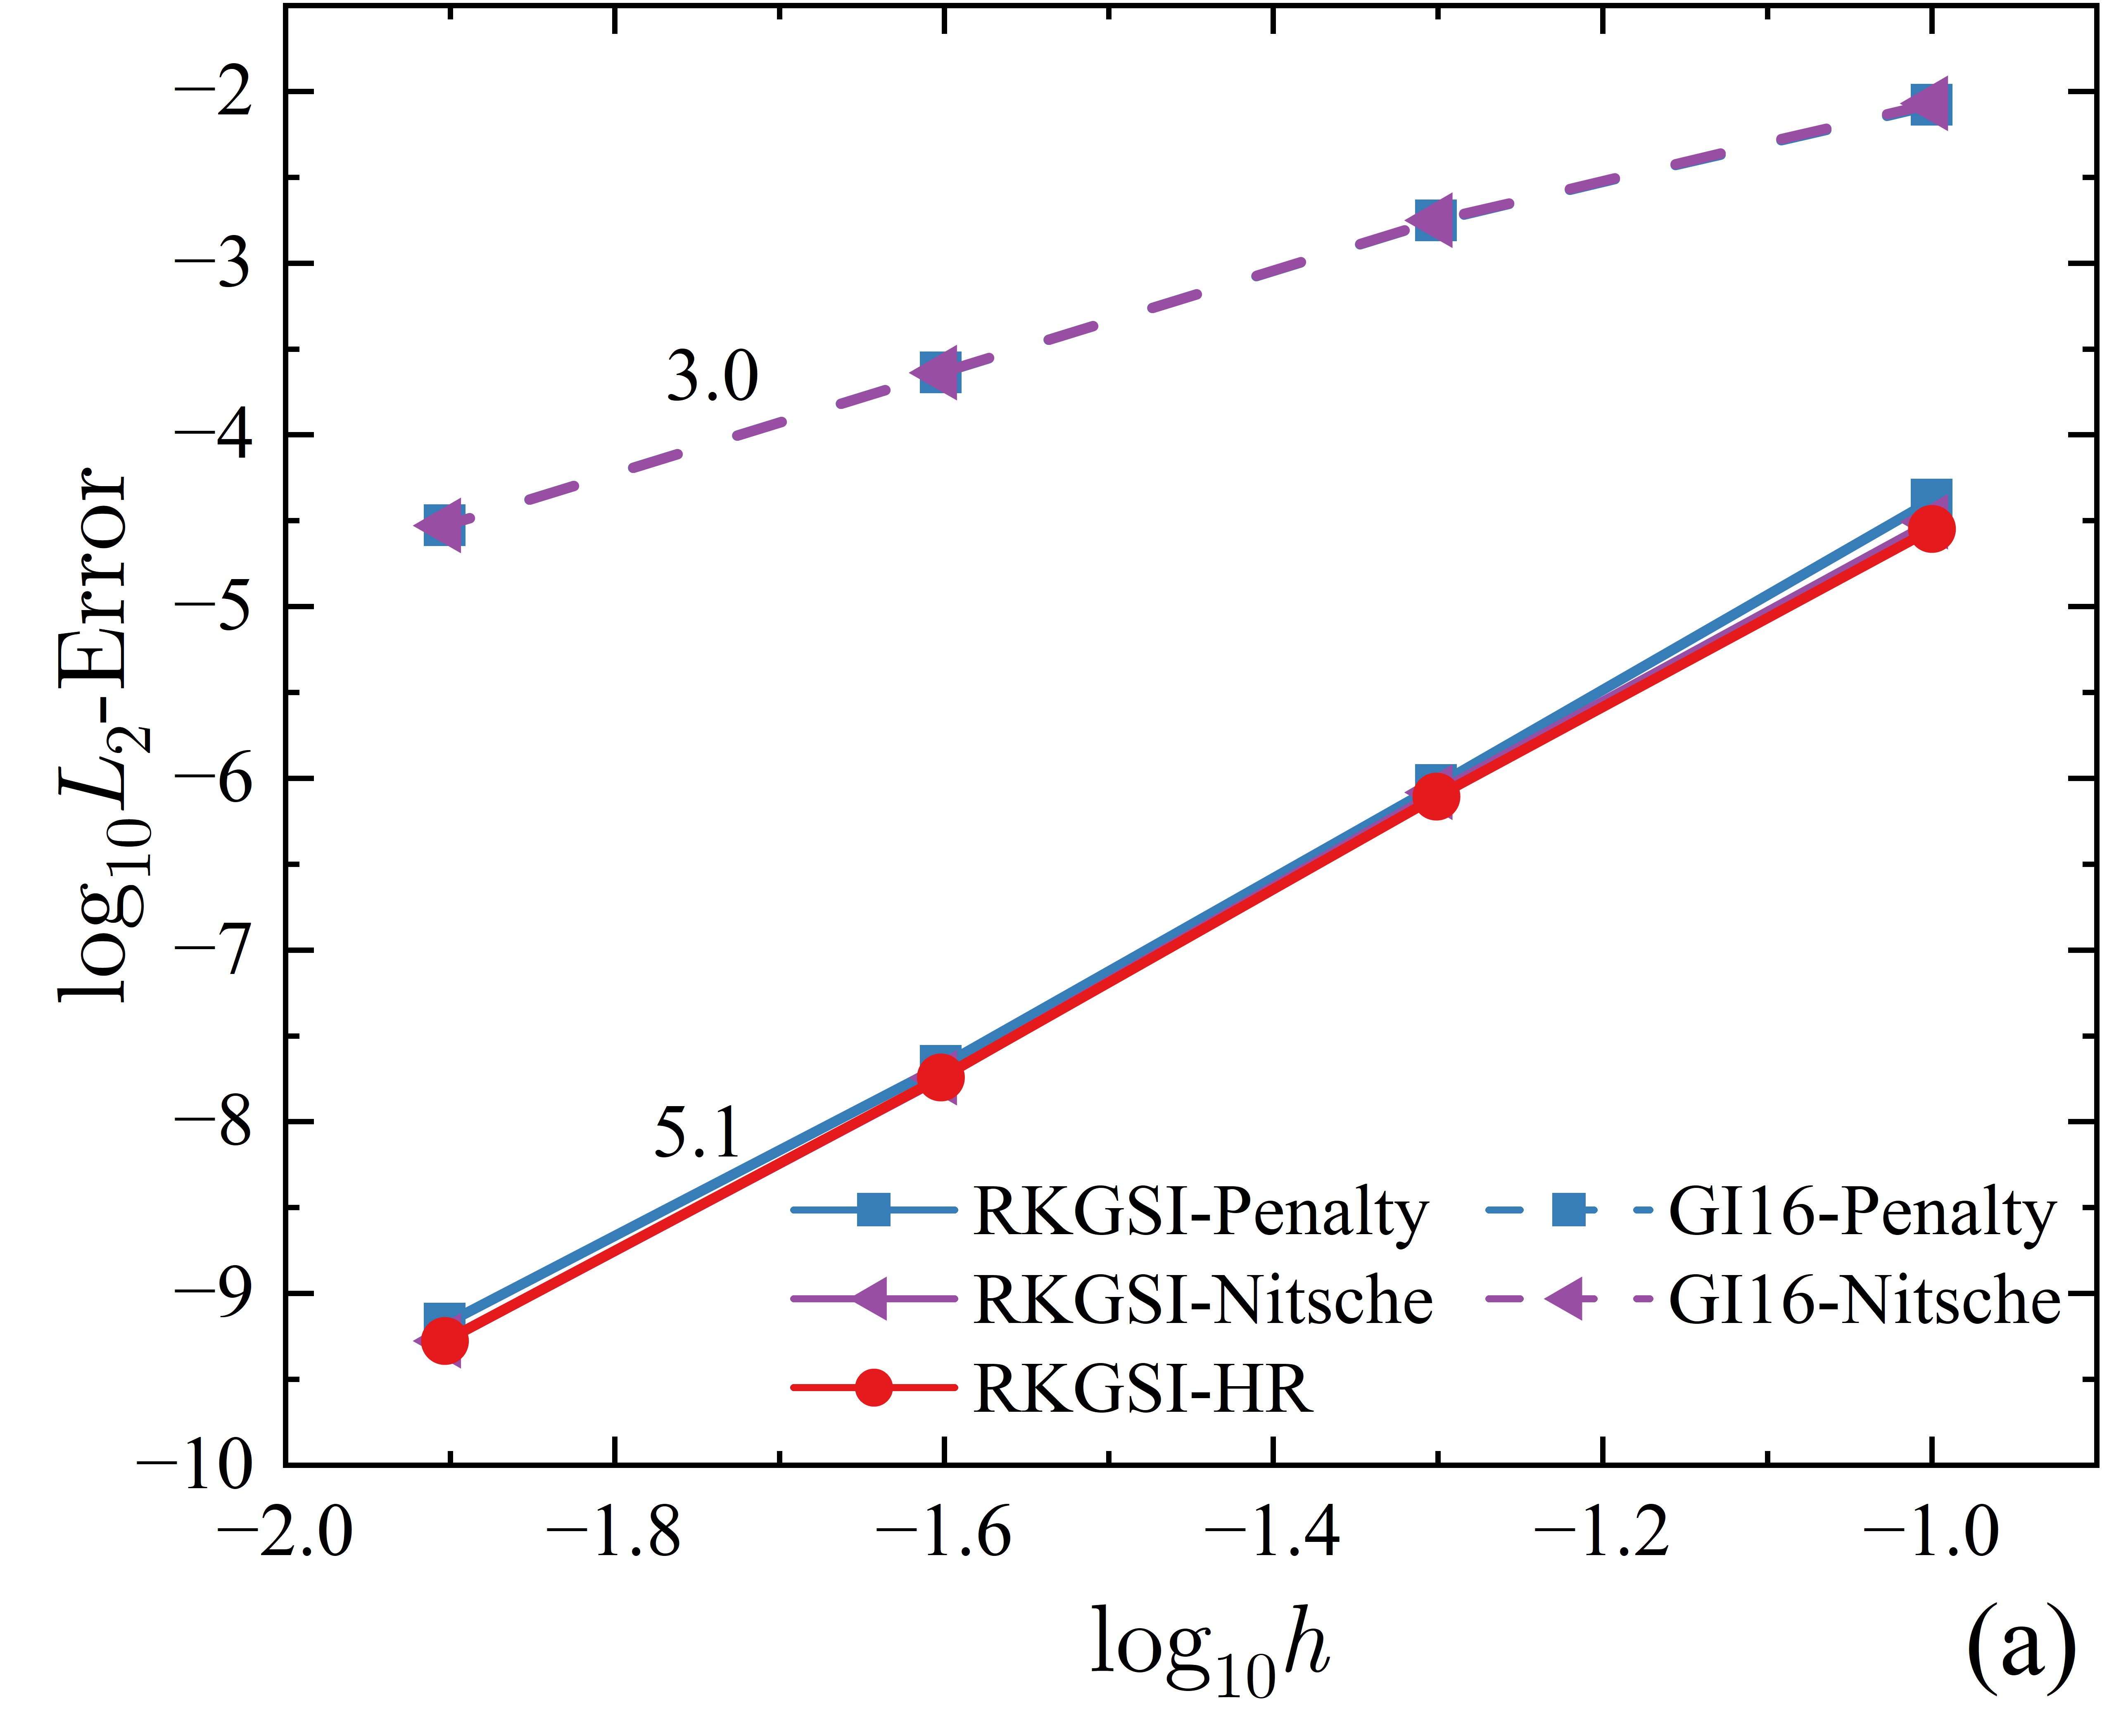 −2
−3
−4
−5
−6
−7
−8
−9
−10
log₁₀L₂-Error
3.0
5.1
RKGSI-Penalty
GI16-Penalty
RKGSI-Nitsche
GI16-Nitsche
RKGSI-HR
−2.0
−1.8
−1.6
−1.4
−1.2
−1.0
log₁₀h
(a)